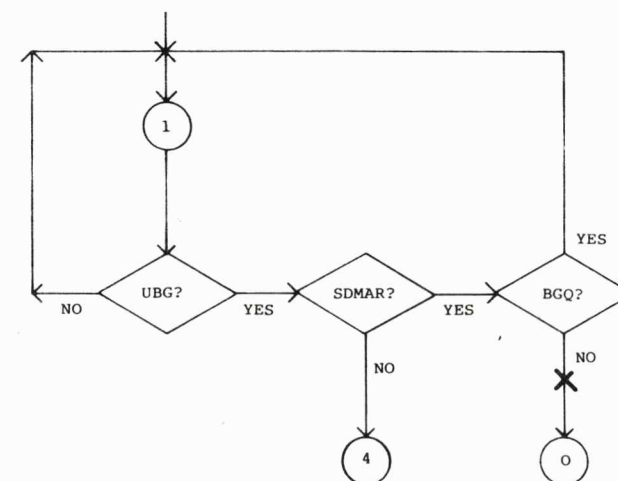 1
YES
UBG?
SDMAR?
BGQ?
NO
YES
YES
NO
NO
4
O